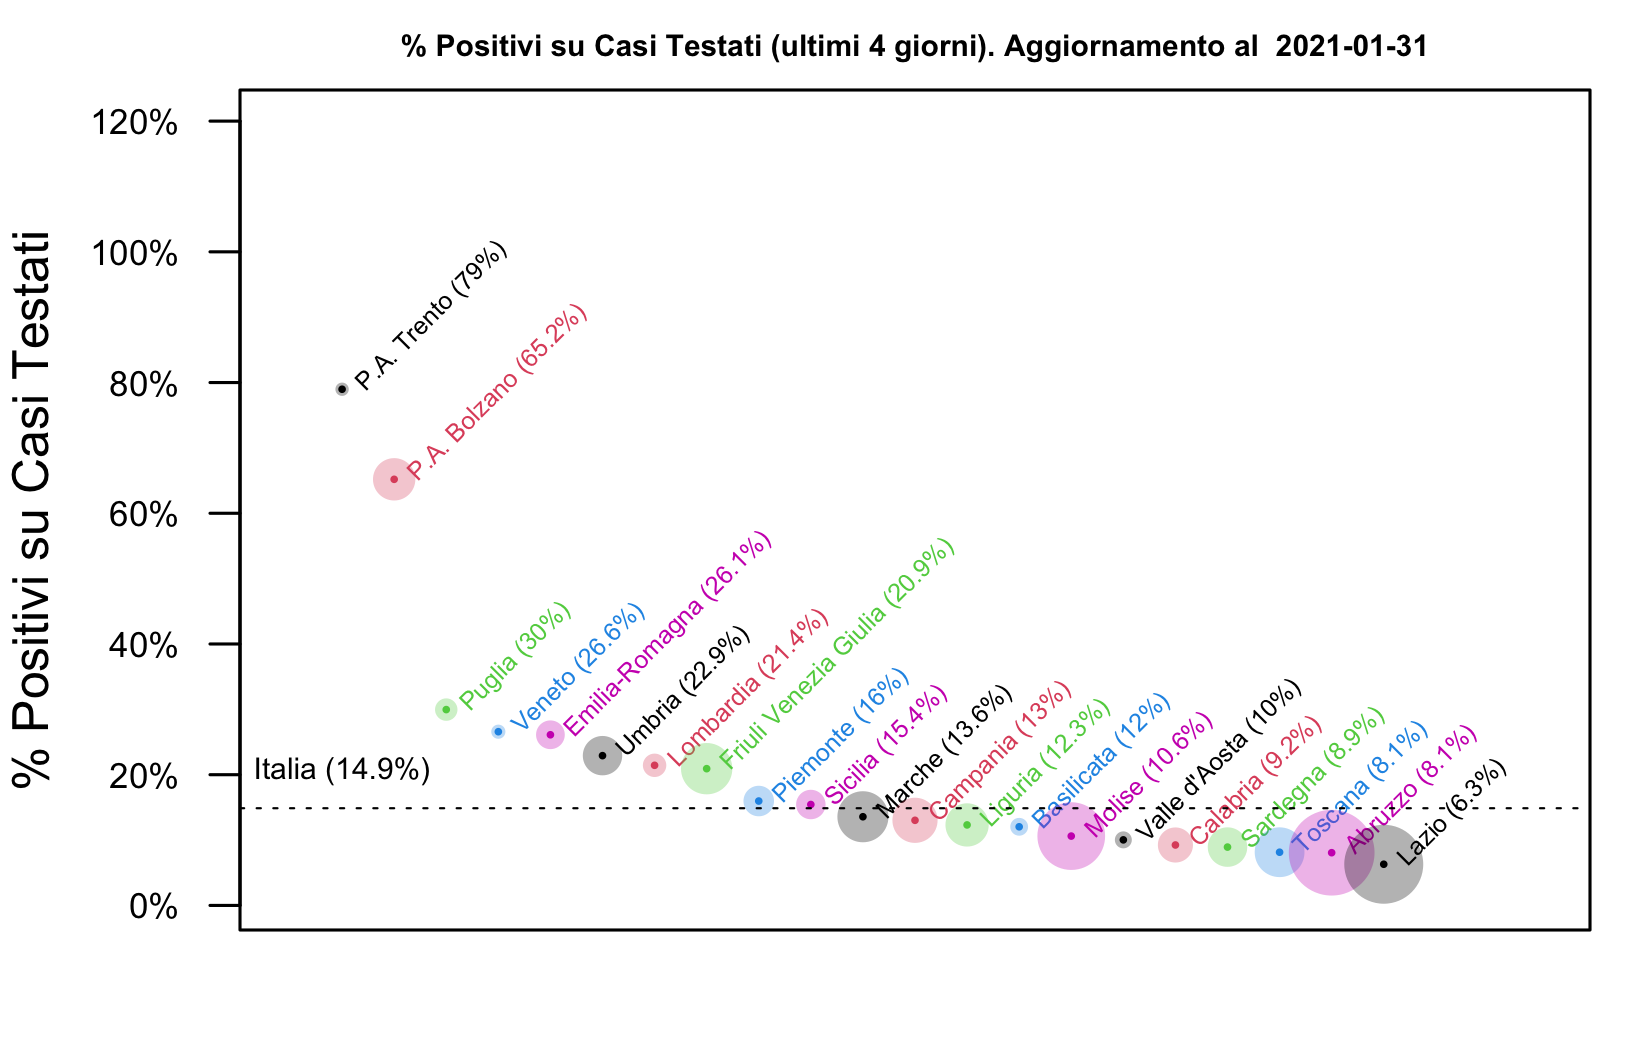 % Positivi su Casi Testati (ultimi 4 giorni). Aggiornamento al  2021-01-31
% Positivi su Casi Testati
120%
100%
80%
60%
40%
20%
0%
Italia (14.9%)
P.A. Trento (79%)
P.A. Bolzano (65.2%)
Puglia (30%)
Veneto (26.6%)
Emilia-Romagna (26.1%)
Umbria (22.9%)
Lombardia (21.4%)
Friuli Venezia Giulia (20.9%)
Piemonte (16%)
Sicilia (15.4%)
Marche (13.6%)
Campania (13%)
Liguria (12.3%)
Basilicata (12%)
Molise (10.6%)
Valle d'Aosta (10%)
Calabria (9.2%)
Sardegna (8.9%)
Toscana (8.1%)
Abruzzo (8.1%)
Lazio (6.3%)